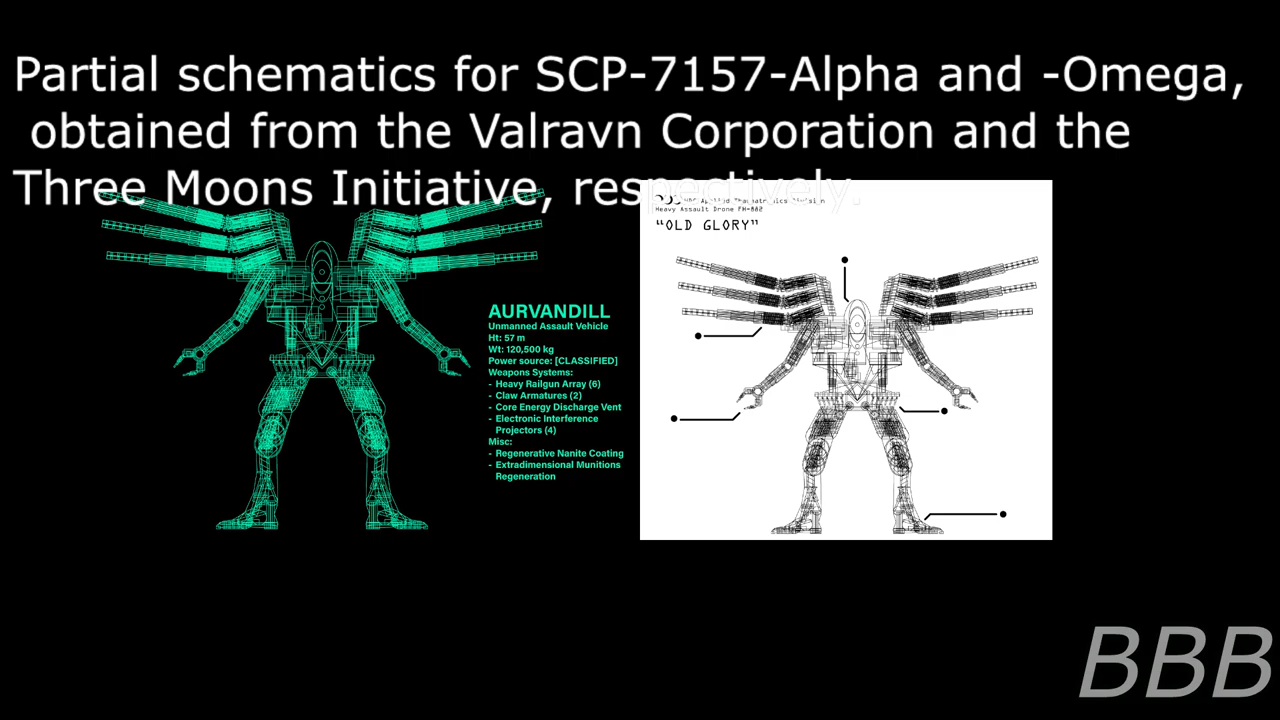 Partial schematics for SCP-7157-Alpha and -Omega,
obtained from the Valravn Corporation and the
Three Moons Initiative, respectively.
Heavy Assault Drone FH-882
"OLD GLORY"
AURVANDILL
Unmanned Assault Vehicle
Ht: 57 m
Wt: 120,500 kg
Power source: [CLASSIFIED]
Weapons Systems:
- Heavy Railgun Array (6)
- Claw Armatures (2)
- Core Energy Discharge Vent
- Electronic Interference
Projectors (4)
Misc:
- Regenerative Nanite Coating
- Extradimensional Munitions
Regeneration
BBB